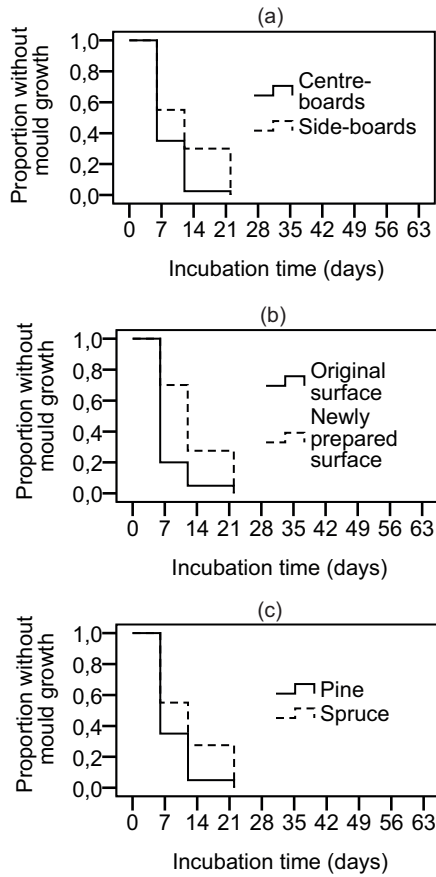 (a)
Proportion without
mould growth
1,0
0,8
0,6
0,4
0,2
0,0
Centre-
boards
Side-boards
0 7 14 21 28 35 42 49 56 63
Incubation time (days)
(b)
Proportion without
mould growth
1,0
0,8
0,6
0,4
0,2
0,0
Original
surface
Newly
prepared
surface
0 7 14 21 28 35 42 49 56 63
Incubation time (days)
(c)
Proportion without
mould growth
1,0
0,8
0,6
0,4
0,2
0,0
Pine
Spruce
0 7 14 21 28 35 42 49 56 63
Incubation time (days)